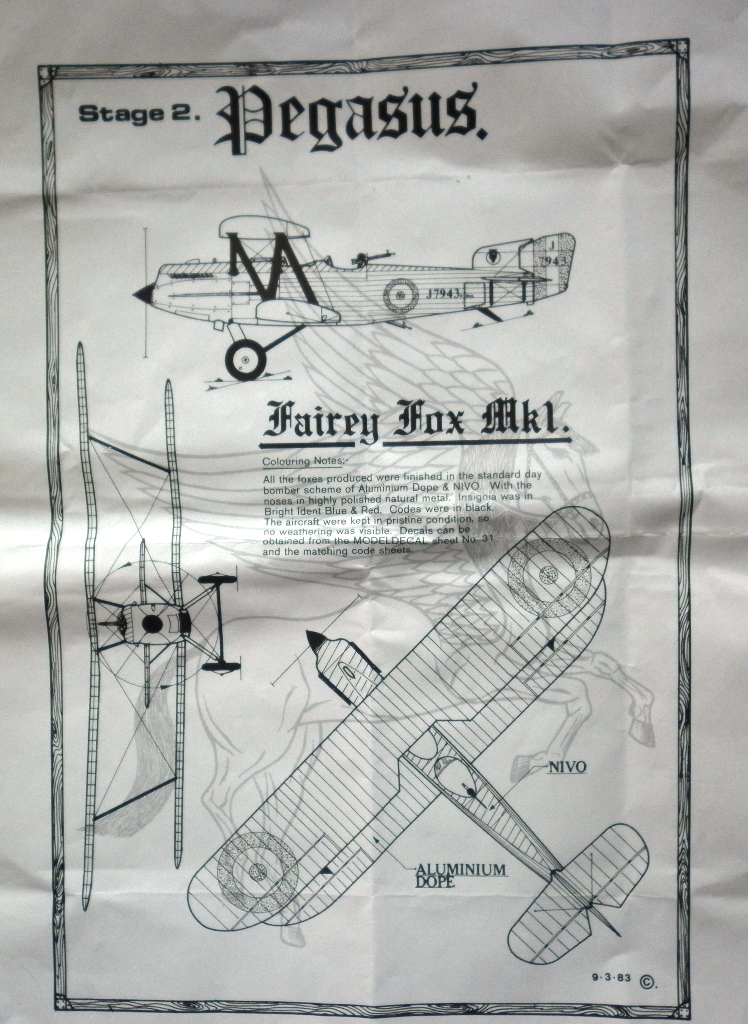 Stage 2. Pegasus.
J
7943
J7943
Fairey Fox Mk1.
Colouring Notes:-
All the foxes produced were finished in the standard day
bomber scheme of Aluminium Dope & NIVO. With the
noses in highly polished natural metal. Insignia was in
Bright Ident Blue & Red. Codes were in black.
The aircraft were kept in pristine condition, so
no weathering was visible. Decals can be
obtained from the MODELDECAL sheet No. 31
and the matching code sheets.
NIVO
ALUMINIUM
DOPE
9·3·83 ©.